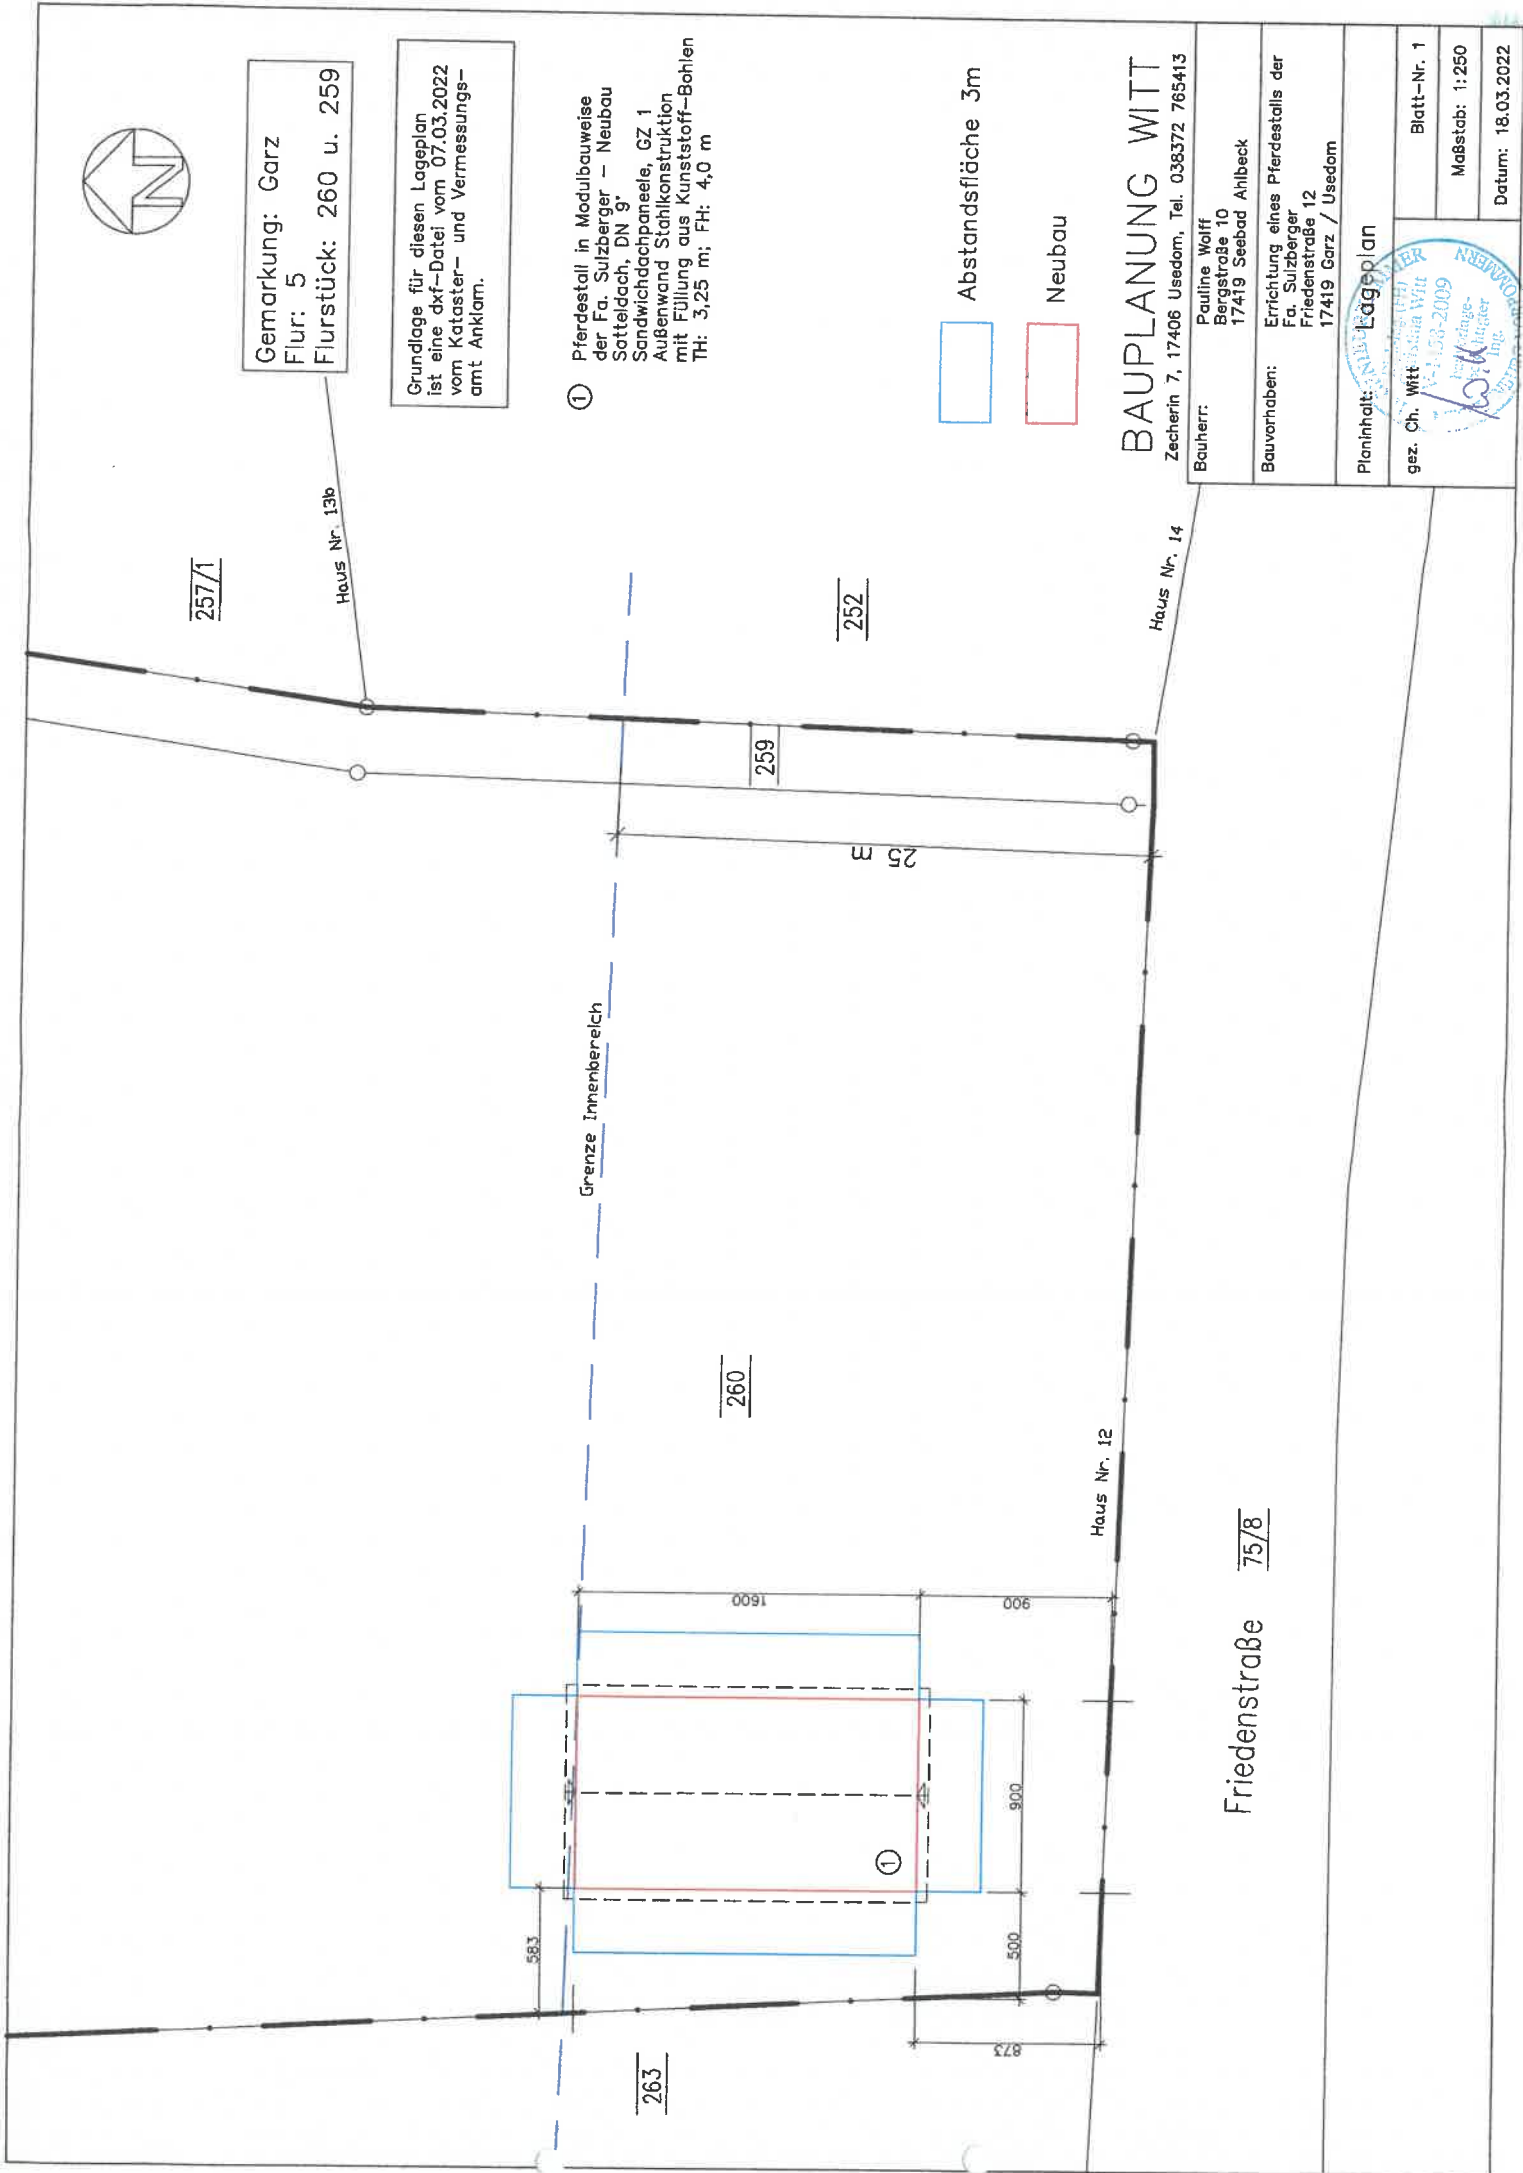 Gemarkung: Garz
Flur: 5
Flurstück: 260 u. 259
Grundlage für diesen Lageplan
ist eine dxf-Datei vom 07.03.2022
vom Kataster- und Vermessungs-
amt Anklam.
1 Pferdestall in Modulbauweise
der Fa. Sulzberger - Neubau
Satteldach, DN 9°
Sandwichdachpaneele, GZ 1
Außenwand Stahlkonstruktion
mit Füllung aus Kunststoff-Bohlen
TH: 3,25 m; FH: 4,0 m
Abstandsfläche 3m
Neubau
BAUPLANUNG WITT
Zecherin 7, 17406 Usedom, Tel. 038372 765413
Bauherr:
Pauline Wolff
Bergstraße 10
17419 Seebad Ahlbeck
Bauvorhaben:
Errichtung eines Pferdestalls der
Fa. Sulzberger
Friedenstraße 12
17419 Garz / Usedom
Planinhalt: Lageplan
gez. Ch. Witt
Blatt-Nr. 1
Maßstab: 1:250
Datum: 18.03.2022
N
257/1
Haus Nr. 13b
252
Haus Nr. 14
259
25 m
Grenze Innenbereich
260
Haus Nr. 12
75/8
Friedenstraße
1600
900
900
500
583
873
1
263